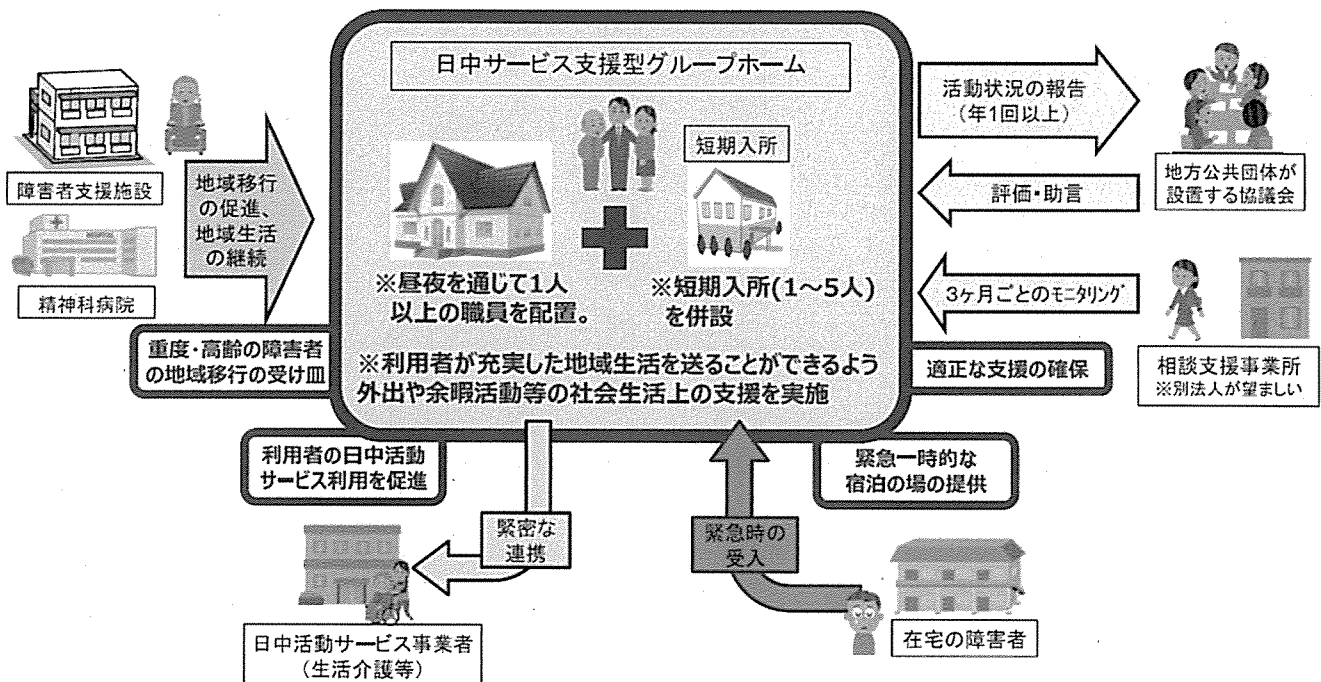 日中サービス支援型グループホーム
短期入所
※昼夜を通じて1人
以上の職員を配置。
※短期入所(1～5人)
を併設
※利用者が充実した地域生活を送ることができるよう
外出や余暇活動等の社会生活上の支援を実施
障害者支援施設
精神科病院
地域移行
の促進、
地域生活
の継続
重度・高齢の障害者
の地域移行の受け皿
活動状況の報告
(年1回以上)
地方公共団体が
設置する協議会
評価・助言
3ヶ月ごとのモニタリング
相談支援事業所
※別法人が望ましい
適正な支援の確保
利用者の日中活動
サービス利用を促進
緊急一時的な
宿泊の場の提供
緊密な
連携
緊急時の
受入
日中活動サービス事業者
(生活介護等)
在宅の障害者